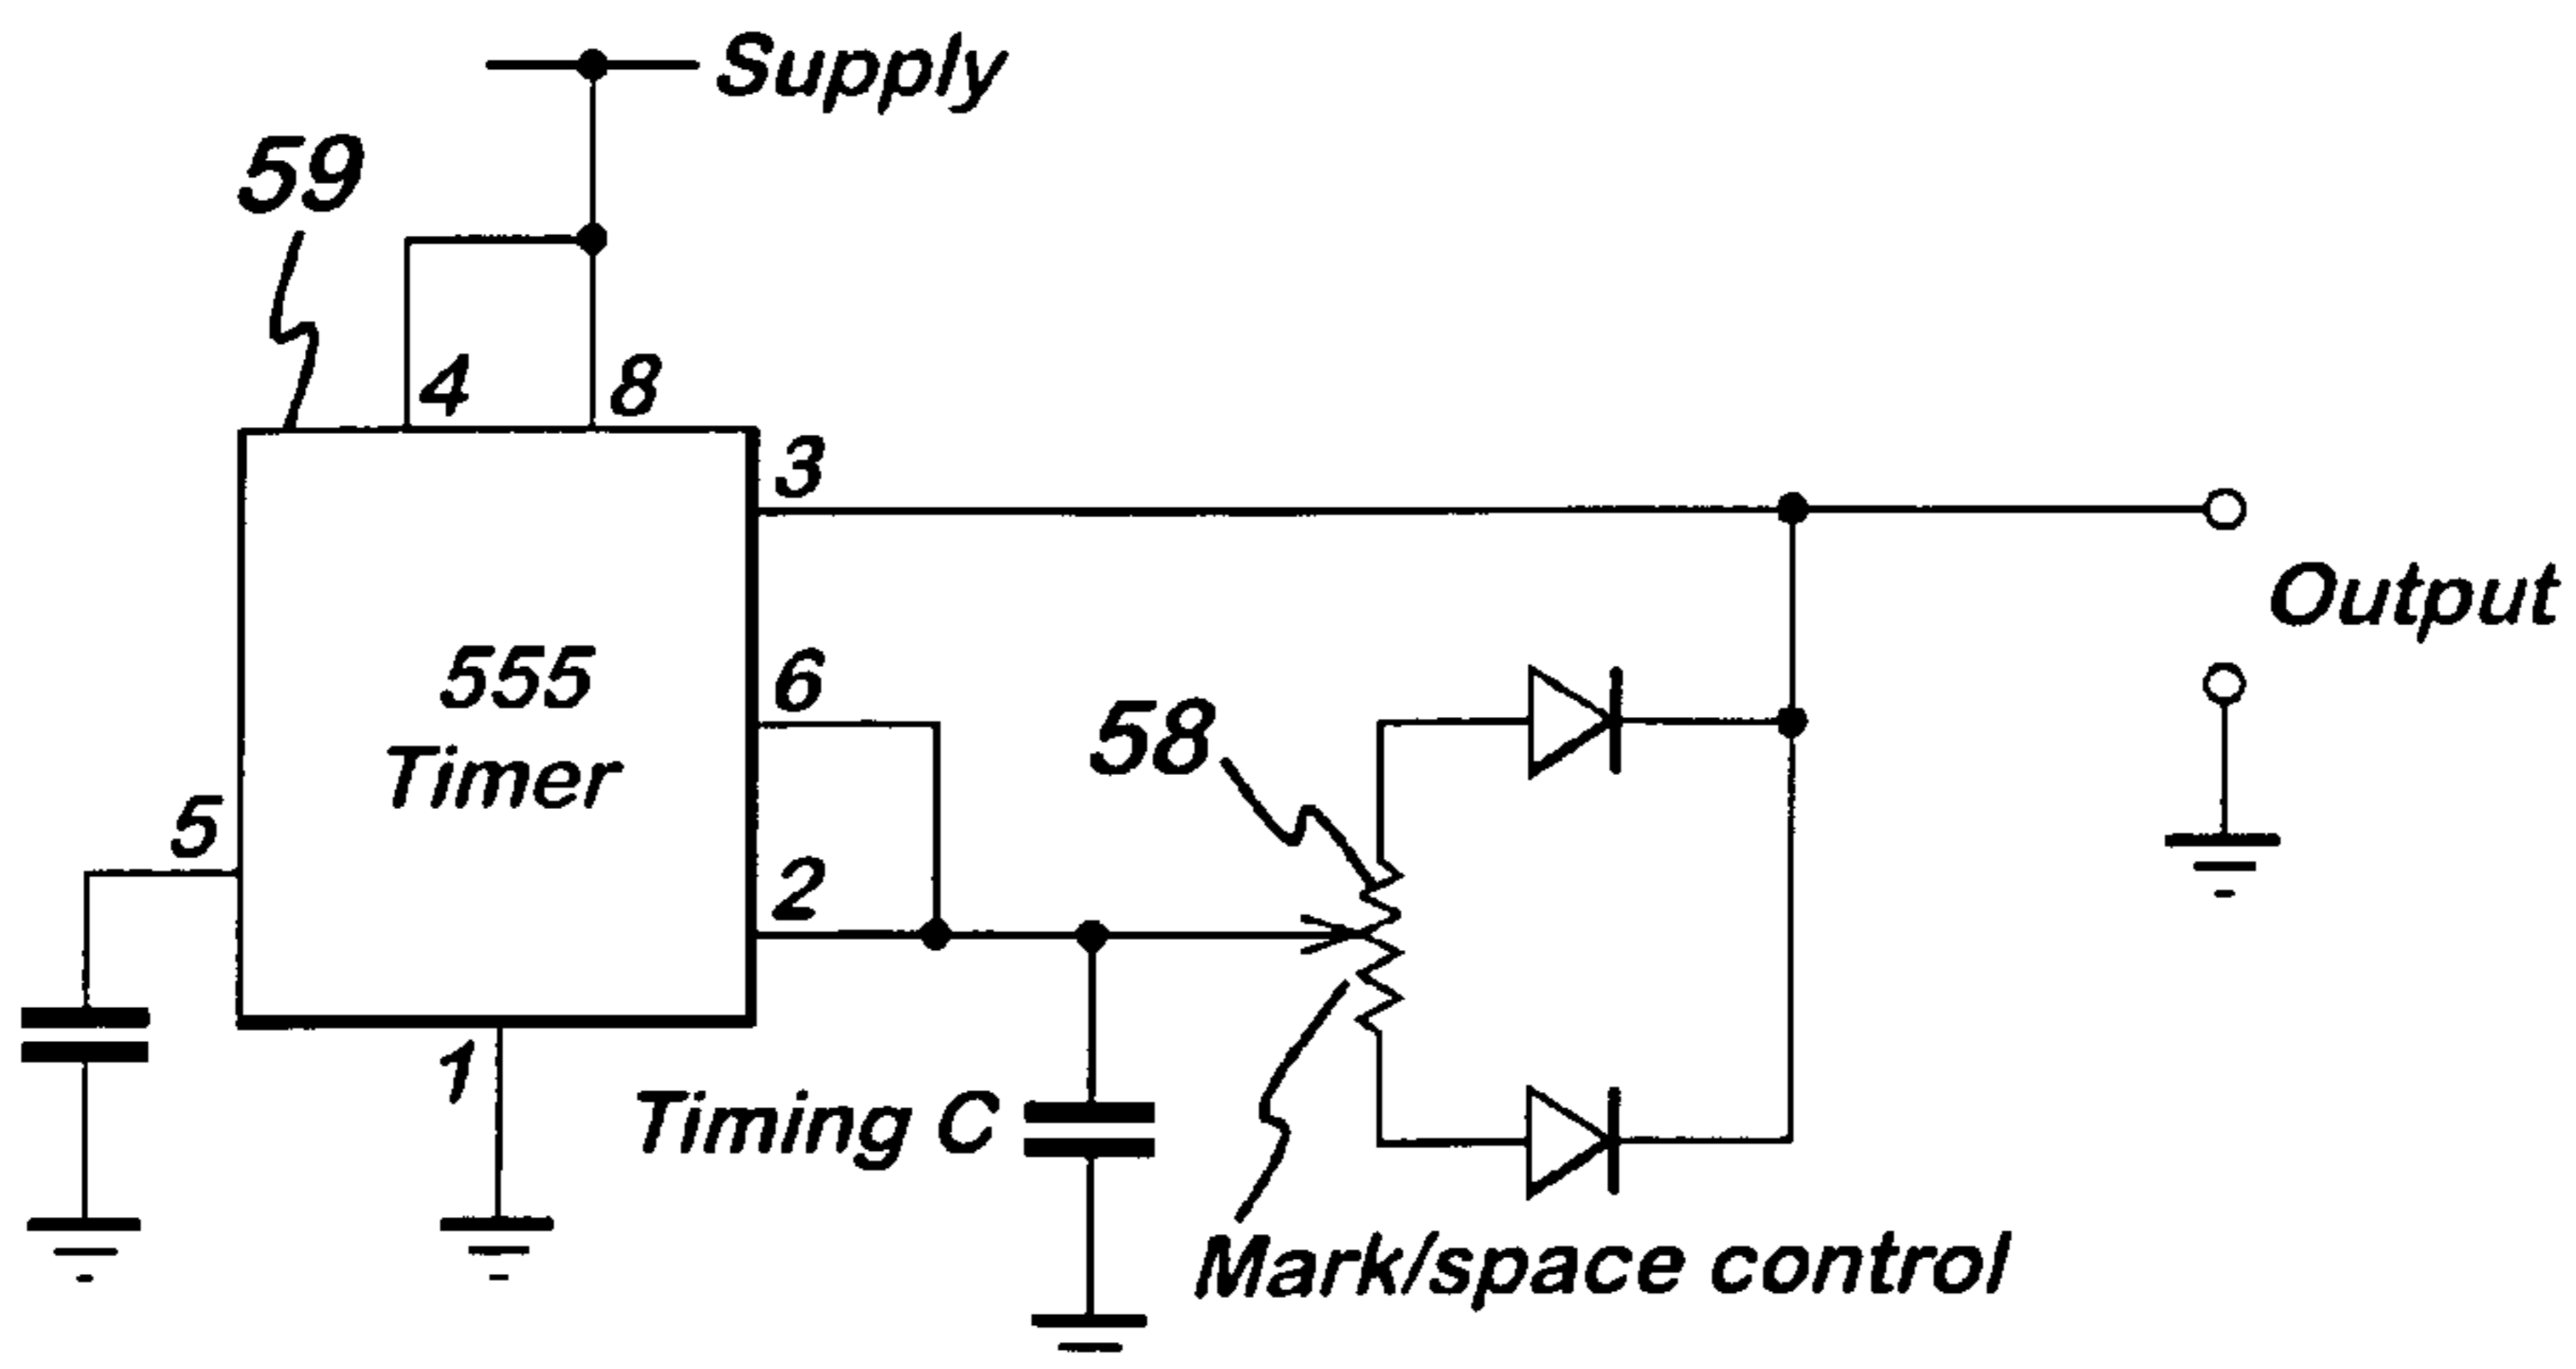 Supply
59
4
8
3
Output
555
Timer
6
58
5
2
1
Timing C
Mark/space control